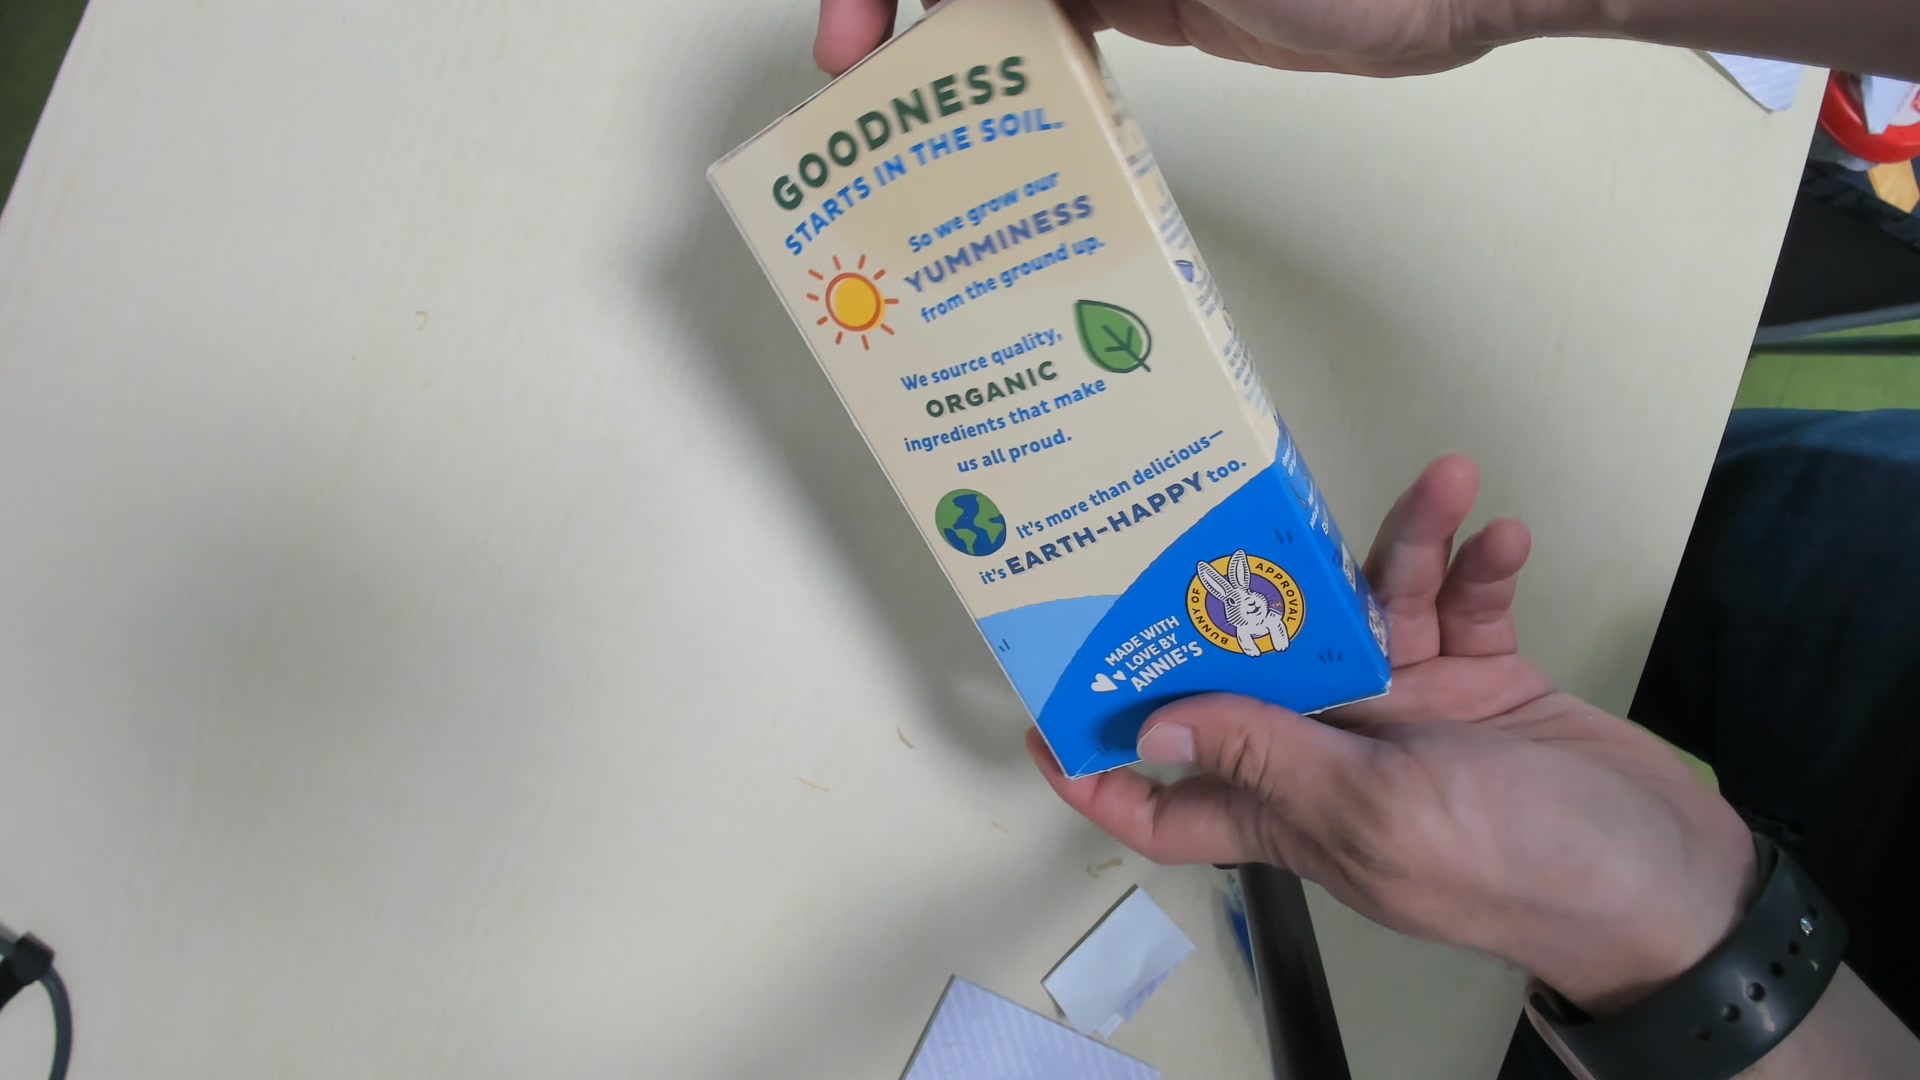 GOODNESS
STARTS IN THE SOIL.
So we grow our
YUMMINESS
from the ground up.
We source quality,
ORGANIC
ingredients that make
us all proud.
It's more than delicious—
it's EARTH-HAPPY too.
MADE WITH
LOVE BY
ANNIE'S
BUNNY OF APPROVAL